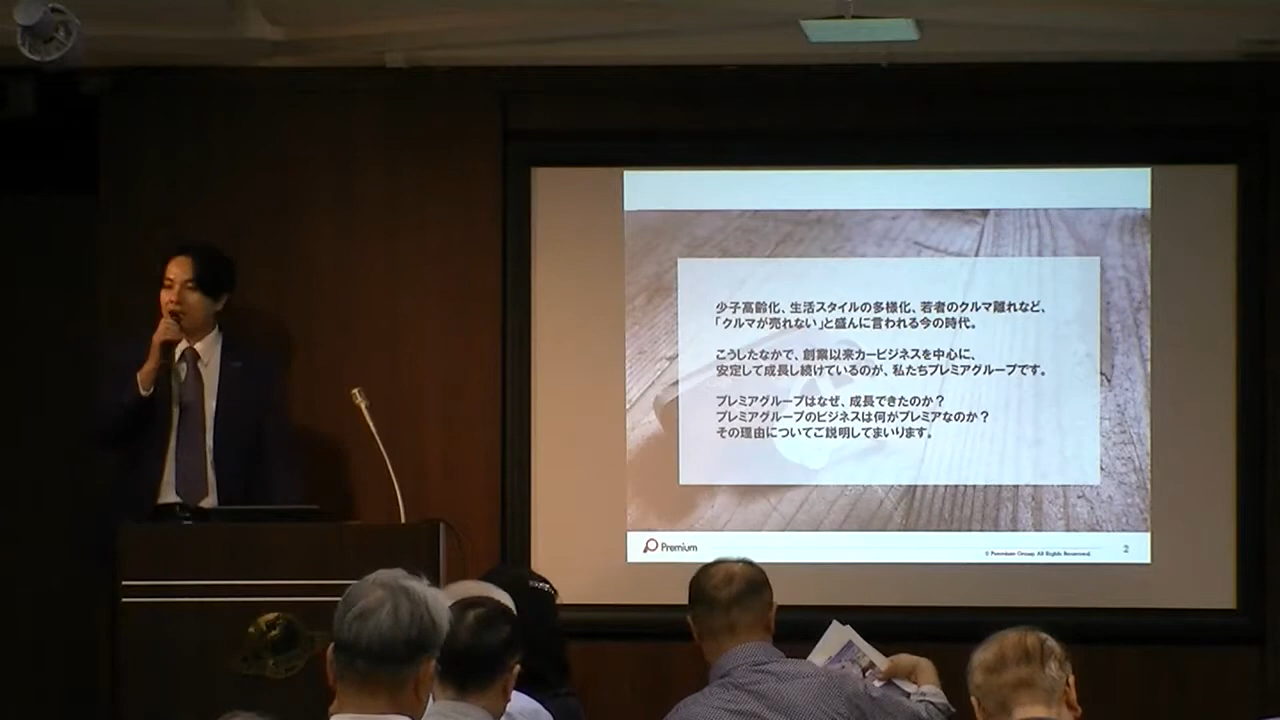 少子高齢化、生活スタイルの多様化、若者のクルマ離れなど、
「クルマが売れない」と盛んに言われる今の時代。
こうしたなかで、創業以来カービジネスを中心に、
安定して成長し続けているのが、私たちプレミアグループです。
プレミアグループはなぜ、成長できたのか？
プレミアグループのビジネスは何がプレミアなのか？
その理由についてご説明してまいります。
Premium
© Premium Group. All Rights Reserved.
2